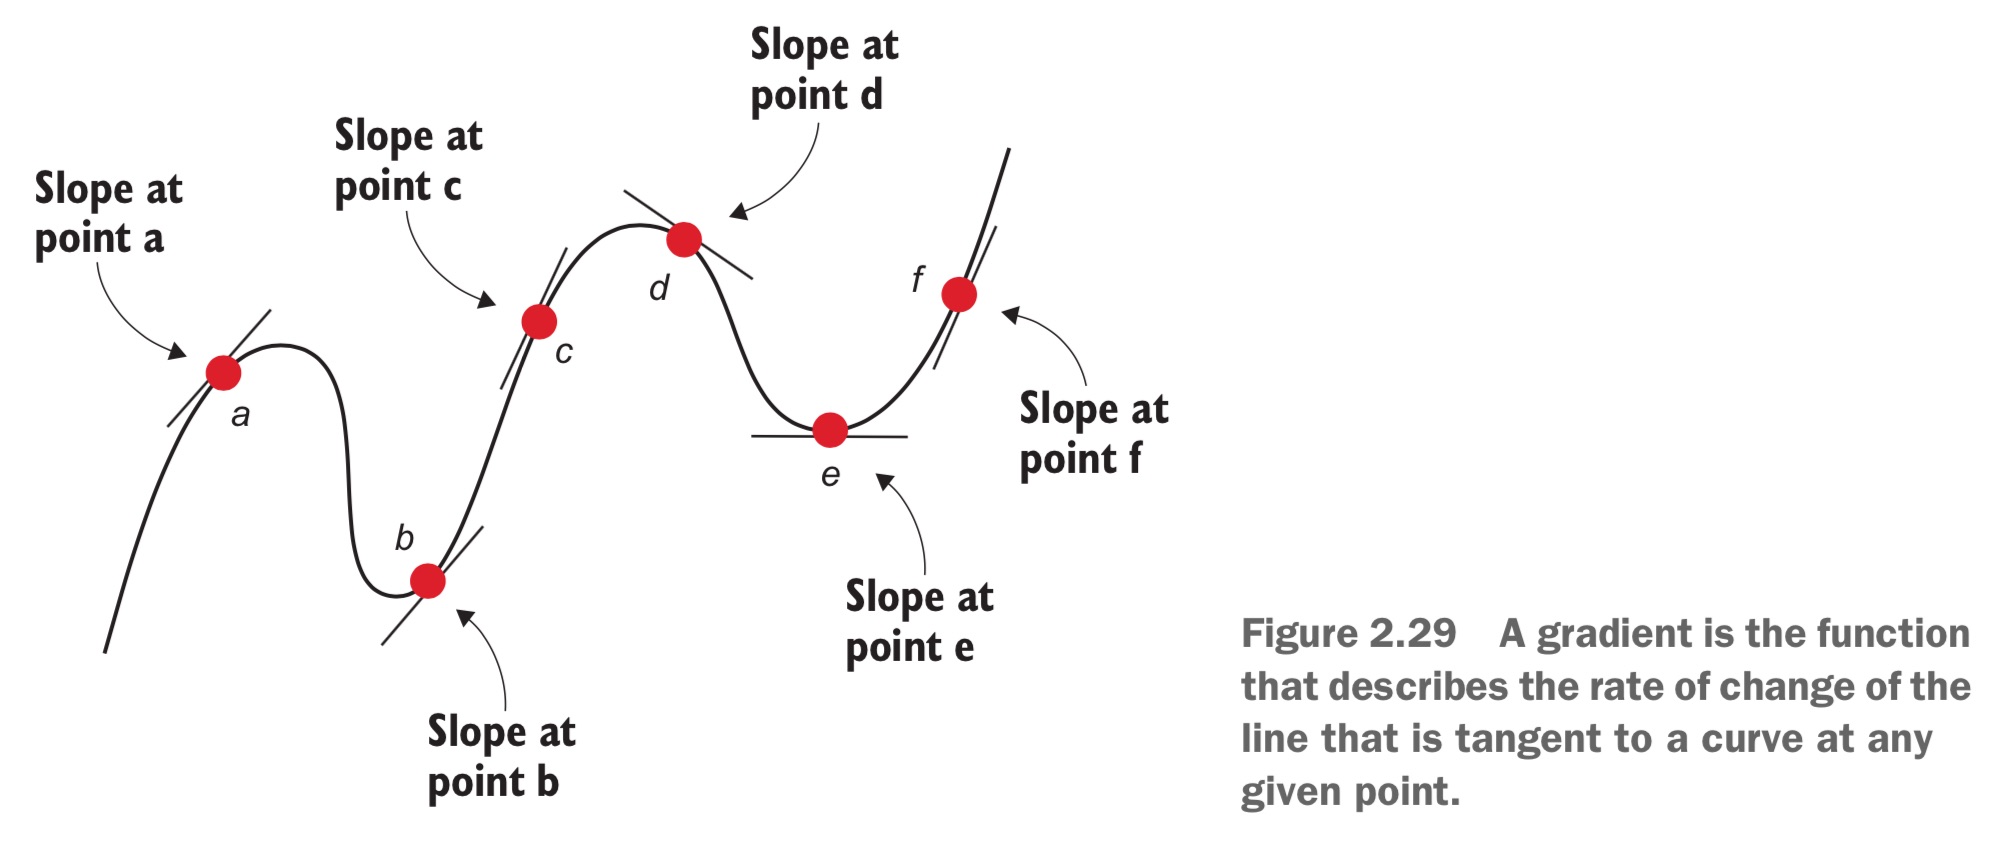 Slope at
point d
Slope at
point c
Slope at
point a
d
f
c
a
Slope at
point f
e
b
Slope at
point e
Slope at
point b
Figure 2.29 A gradient is the function
that describes the rate of change of the
line that is tangent to a curve at any
given point.